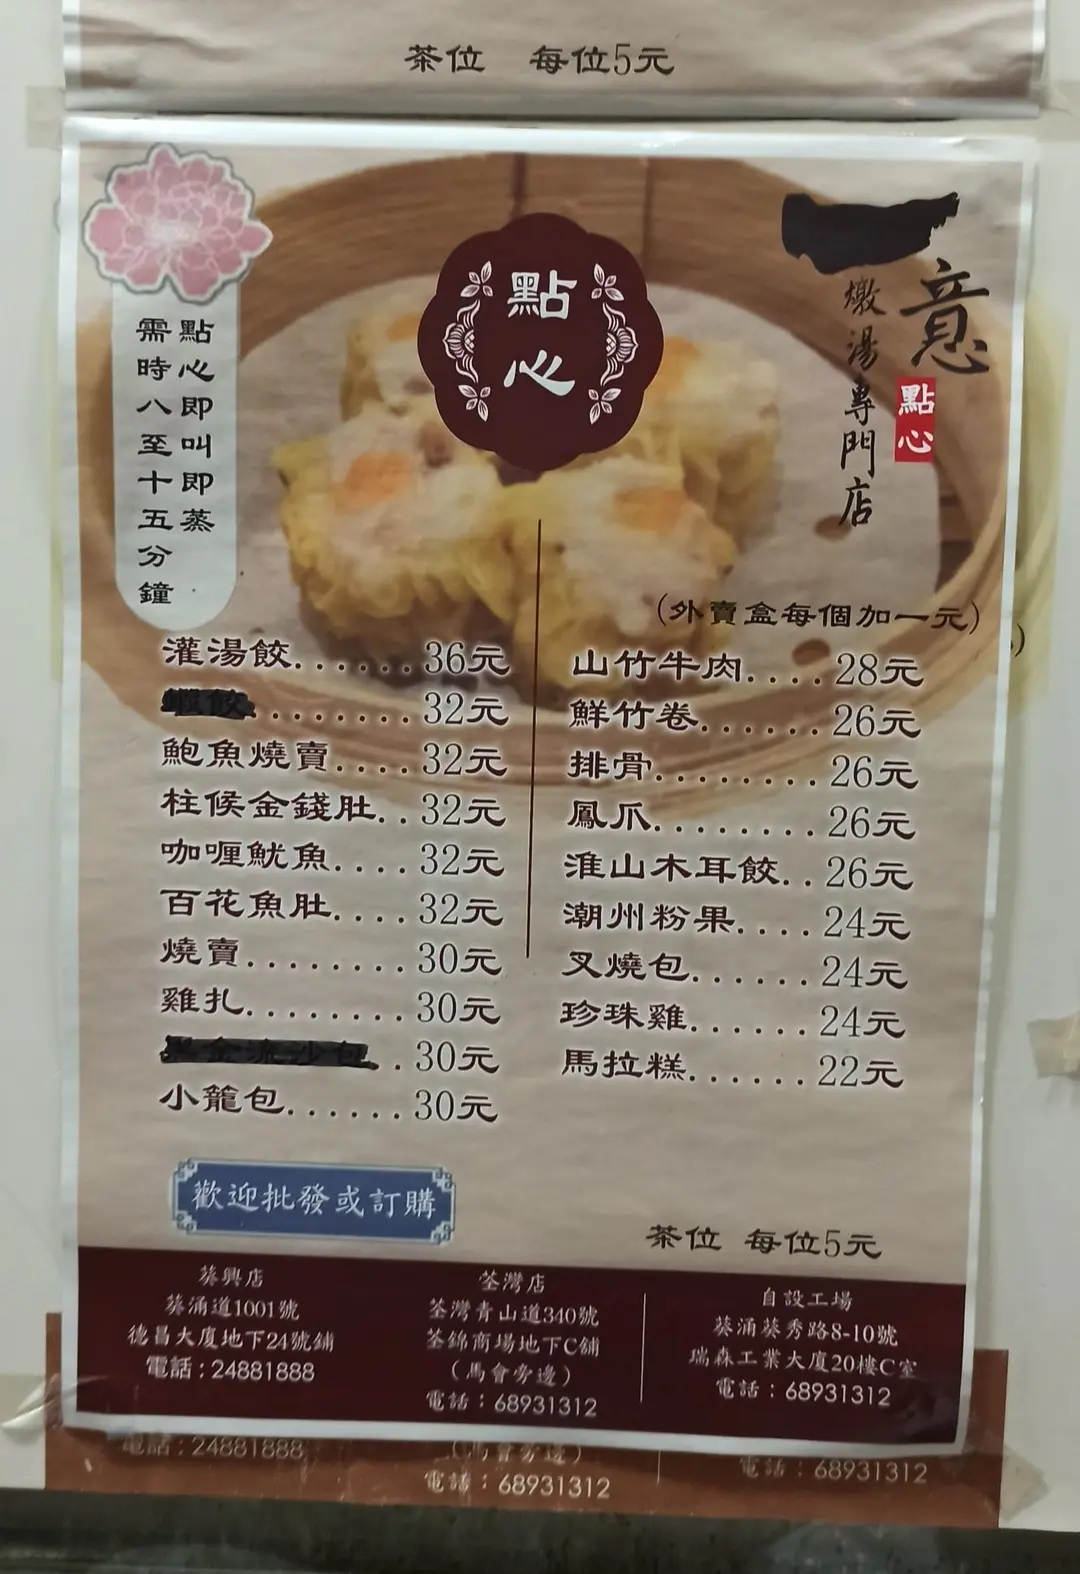 茶位 每位5元
點心即叫即蒸
需時八至十五分鐘
點心
意
點心
燉湯專門店
(外賣盒每個加一元)
灌湯餃......36元
........32元
鮑魚燒賣....32元
柱候金錢肚..32元
咖喱魷魚....32元
百花魚肚....32元
燒賣........30元
雞扎........30元
..30元
小籠包......30元
山竹牛肉....28元
鮮竹卷......26元
排骨........26元
鳳爪........26元
淮山木耳餃..26元
潮州粉果....24元
叉燒包......24元
珍珠雞......24元
馬拉糕......22元
歡迎批發或訂購
茶位 每位5元
葵興店
葵涌道1001號
德昌大廈地下24號鋪
電話:24881888
荃灣店
荃灣青山道340號
荃錦商場地下C舖
(馬會旁邊)
電話:68931312
自設工場
葵涌葵秀路8-10號
瑞森工業大廈20樓C室
電話:68931312
電話:24881888
(馬會旁邊)
電話:68931312
電話:68931312